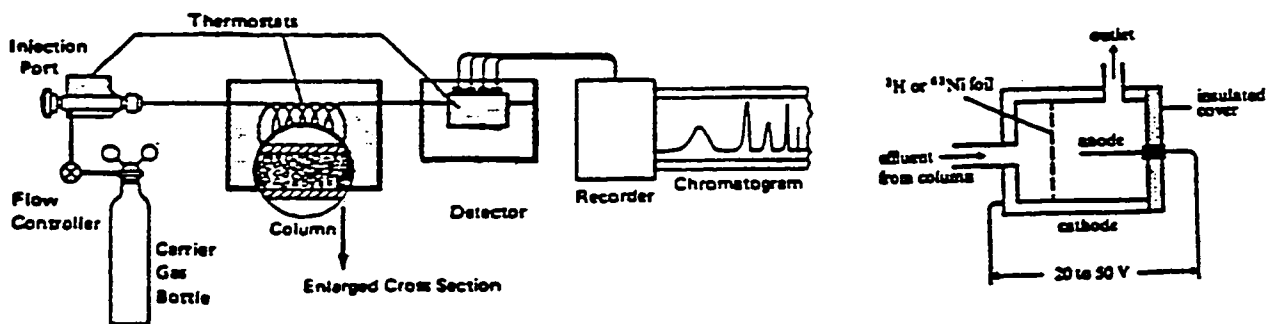 Thermostats
Injection
Port
Flow
Controller
Carrier
Gas
Bottle
Column
Enlarged Cross Section
Detector
Recorder
Chromatogram
outlet
³H or ⁶³Ni foil
insulated
cover
anode
effluent
from column
cathode
20 to 50 V